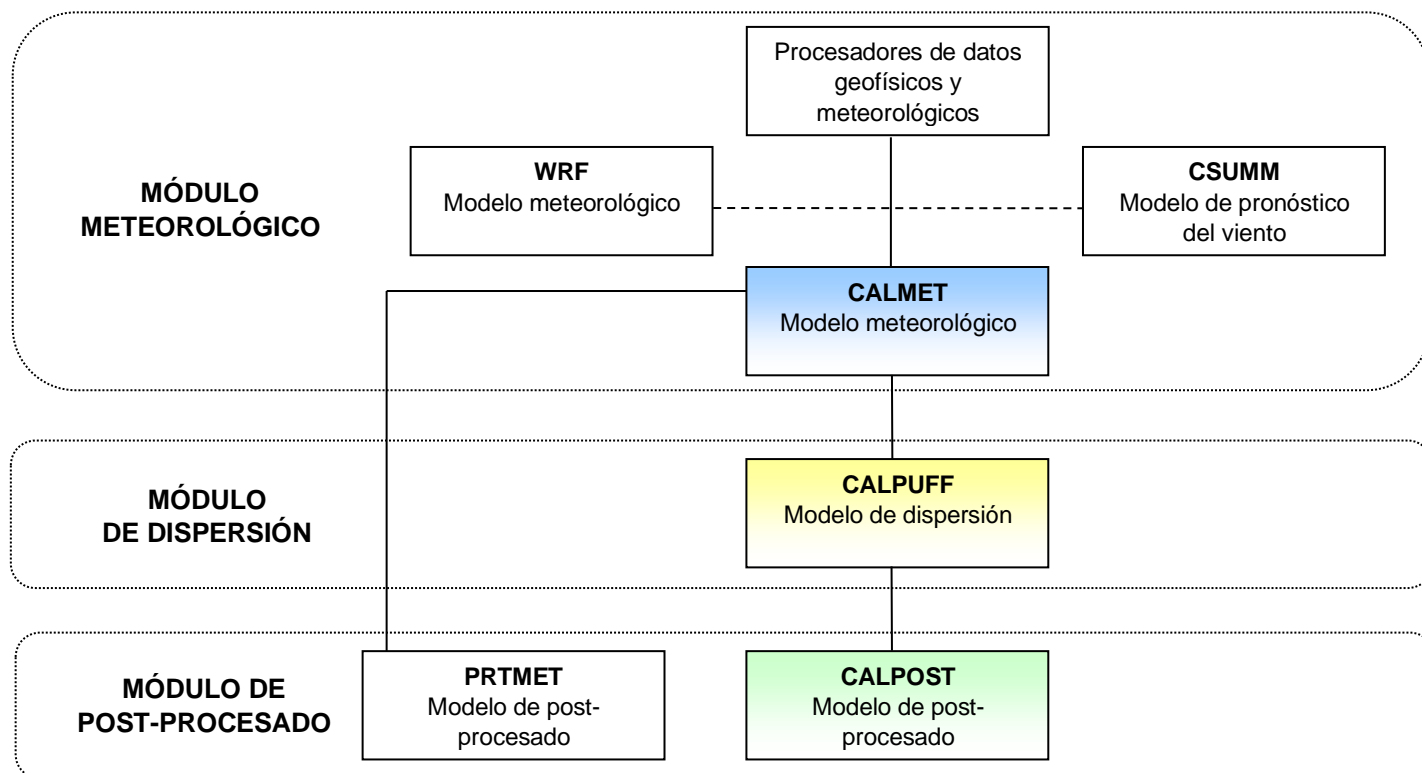 Procesadores de datos
geofísicos y
meteorológicos
MÓDULO
METEOROLÓGICO
WRF
Modelo meteorológico
CSUMM
Modelo de pronóstico
del viento
CALMET
Modelo meteorológico
MÓDULO
DE DISPERSIÓN
CALPUFF
Modelo de dispersión
MÓDULO DE
POST-PROCESADO
PRTMET
Modelo de post-
procesado
CALPOST
Modelo de post-
procesado